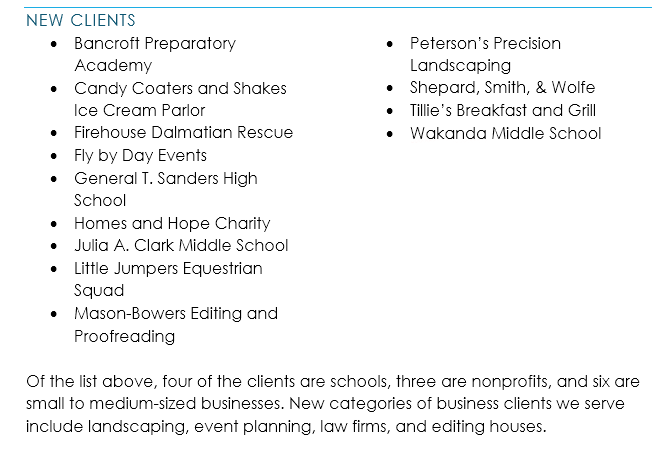 NEW CLIENTS
• Bancroft Preparatory
Academy
• Candy Coaters and Shakes
Ice Cream Parlor
• Firehouse Dalmatian Rescue
• Fly by Day Events
• General T. Sanders High
School
• Homes and Hope Charity
• Julia A. Clark Middle School
• Little Jumpers Equestrian
Squad
• Mason-Bowers Editing and
Proofreading
• Peterson’s Precision
Landscaping
• Shepard, Smith, & Wolfe
• Tillie’s Breakfast and Grill
• Wakanda Middle School
Of the list above, four of the clients are schools, three are nonprofits, and six are
small to medium-sized businesses. New categories of business clients we serve
include landscaping, event planning, law firms, and editing houses.